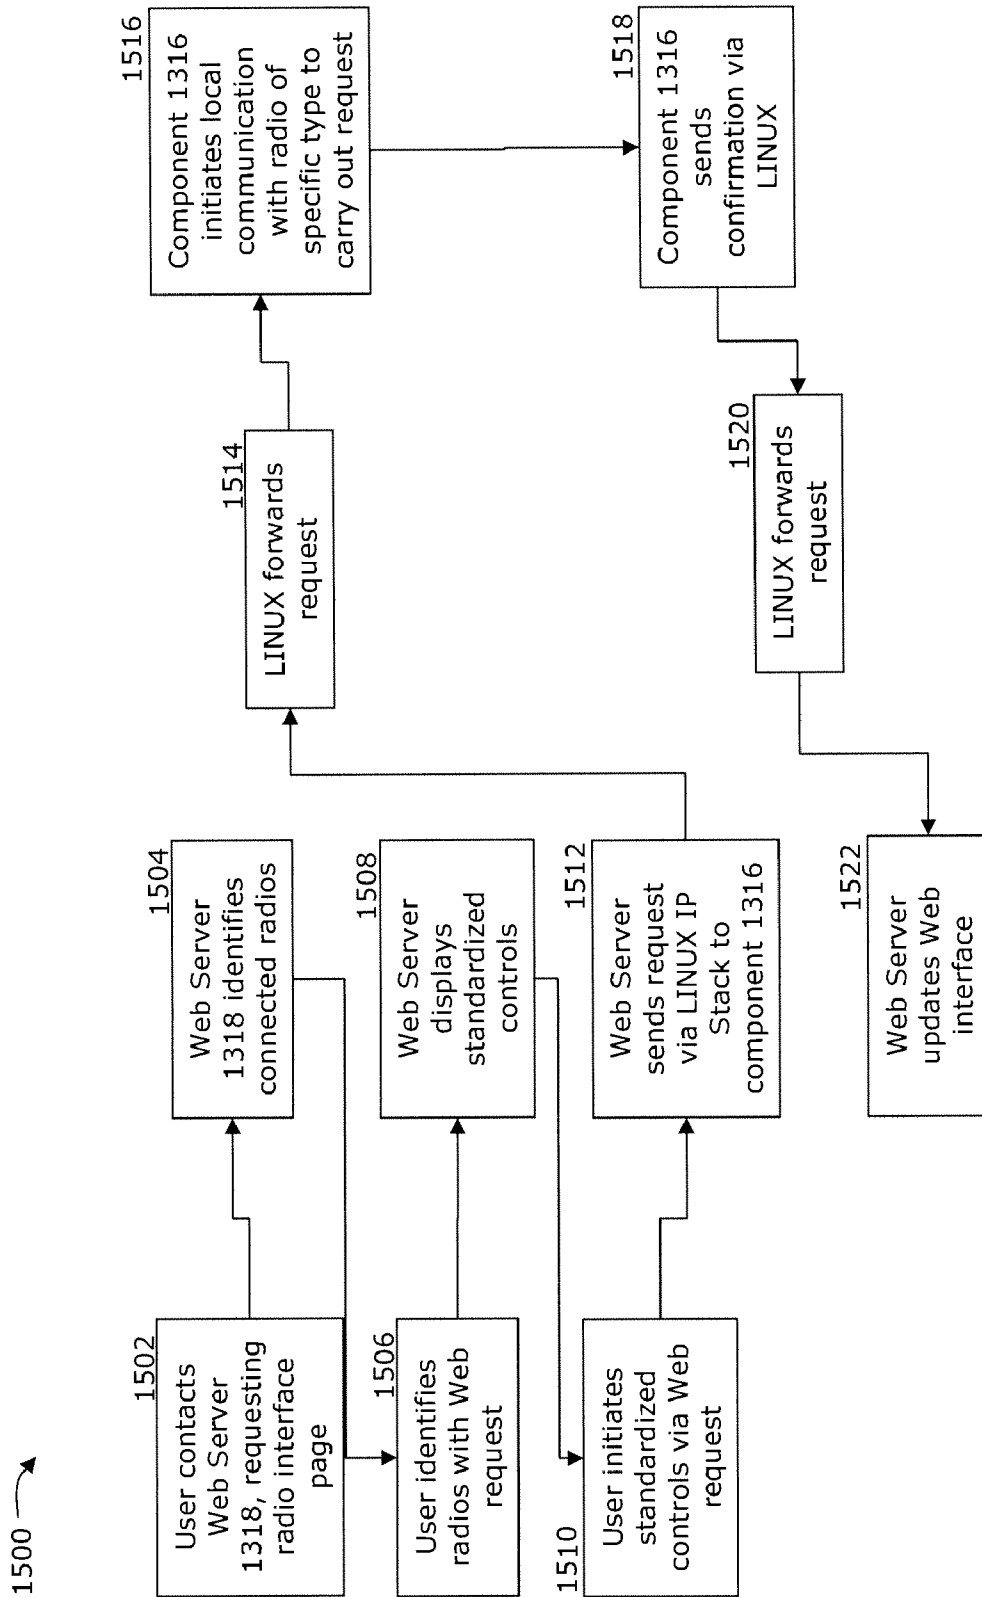 1500
1502
User contacts
Web Server
1318, requesting
radio interface
page
1504
Web Server
1318 identifies
connected radios
1506
User identifies
radios with Web
request
1508
Web Server
displays
standardized
controls
1510
User initiates
standardized
controls via Web
request
1512
Web Server
sends request
via LINUX IP
Stack to
component 1316
1514
LINUX forwards
request
1516
Component 1316
initiates local
communication
with radio of
specific type to
carry out request
1518
Component 1316
sends
confirmation via
LINUX
1520
LINUX forwards
request
1522
Web Server
updates Web
interface